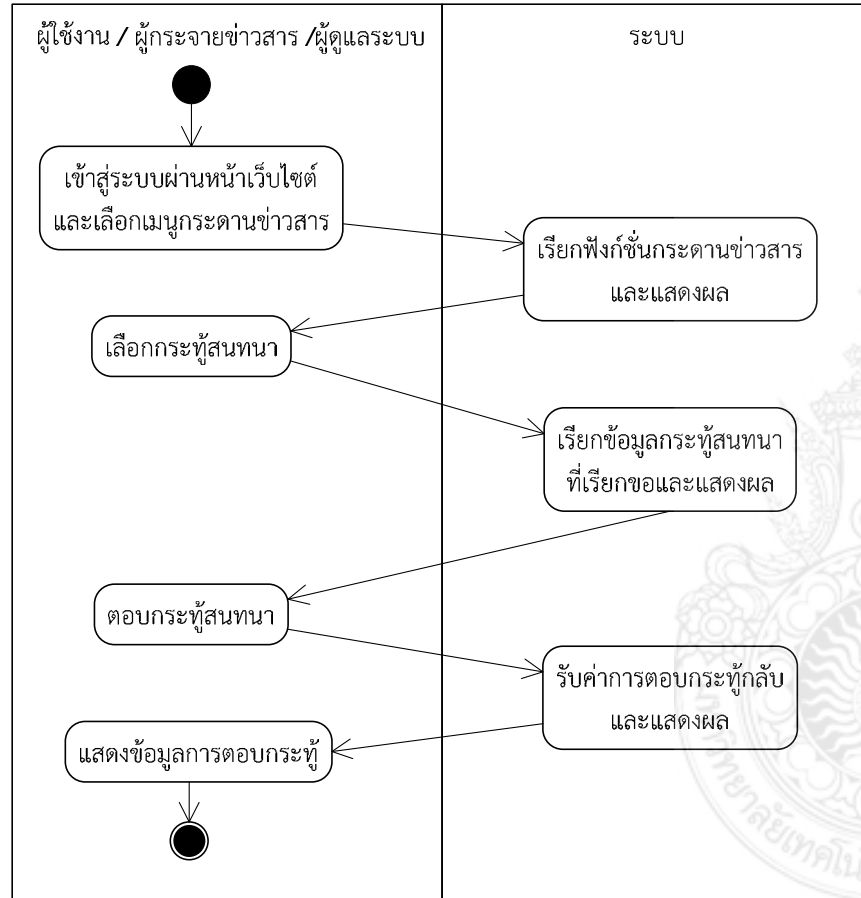 ผู้ใช้งาน / ผู้กระจายข่าวสาร /ผู้ดูแลระบบ
ระบบ
เข้าสู่ระบบผ่านหน้าเว็บไซต์
และเลือกเมนูกระดานข่าวสาร
เรียกฟังก์ชั่นกระดานข่าวสาร
และแสดงผล
เลือกกระทู้สนทนา
เรียกข้อมูลกระทู้สนทนา
ที่เรียกขอและแสดงผล
ตอบกระทู้สนทนา
รับค่าการตอบกระทู้กลับ
และแสดงผล
แสดงข้อมูลการตอบกระทู้